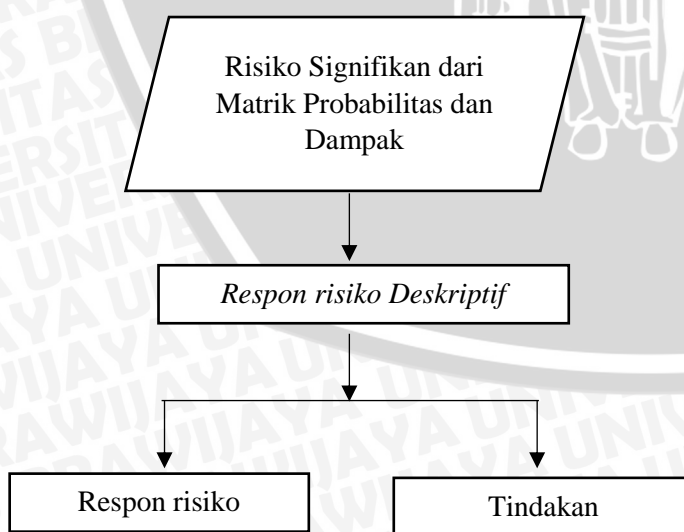 Risiko Signifikan dari
Matrik Probabilitas dan
Dampak
Respon risiko Deskriptif
Respon risiko
Tindakan